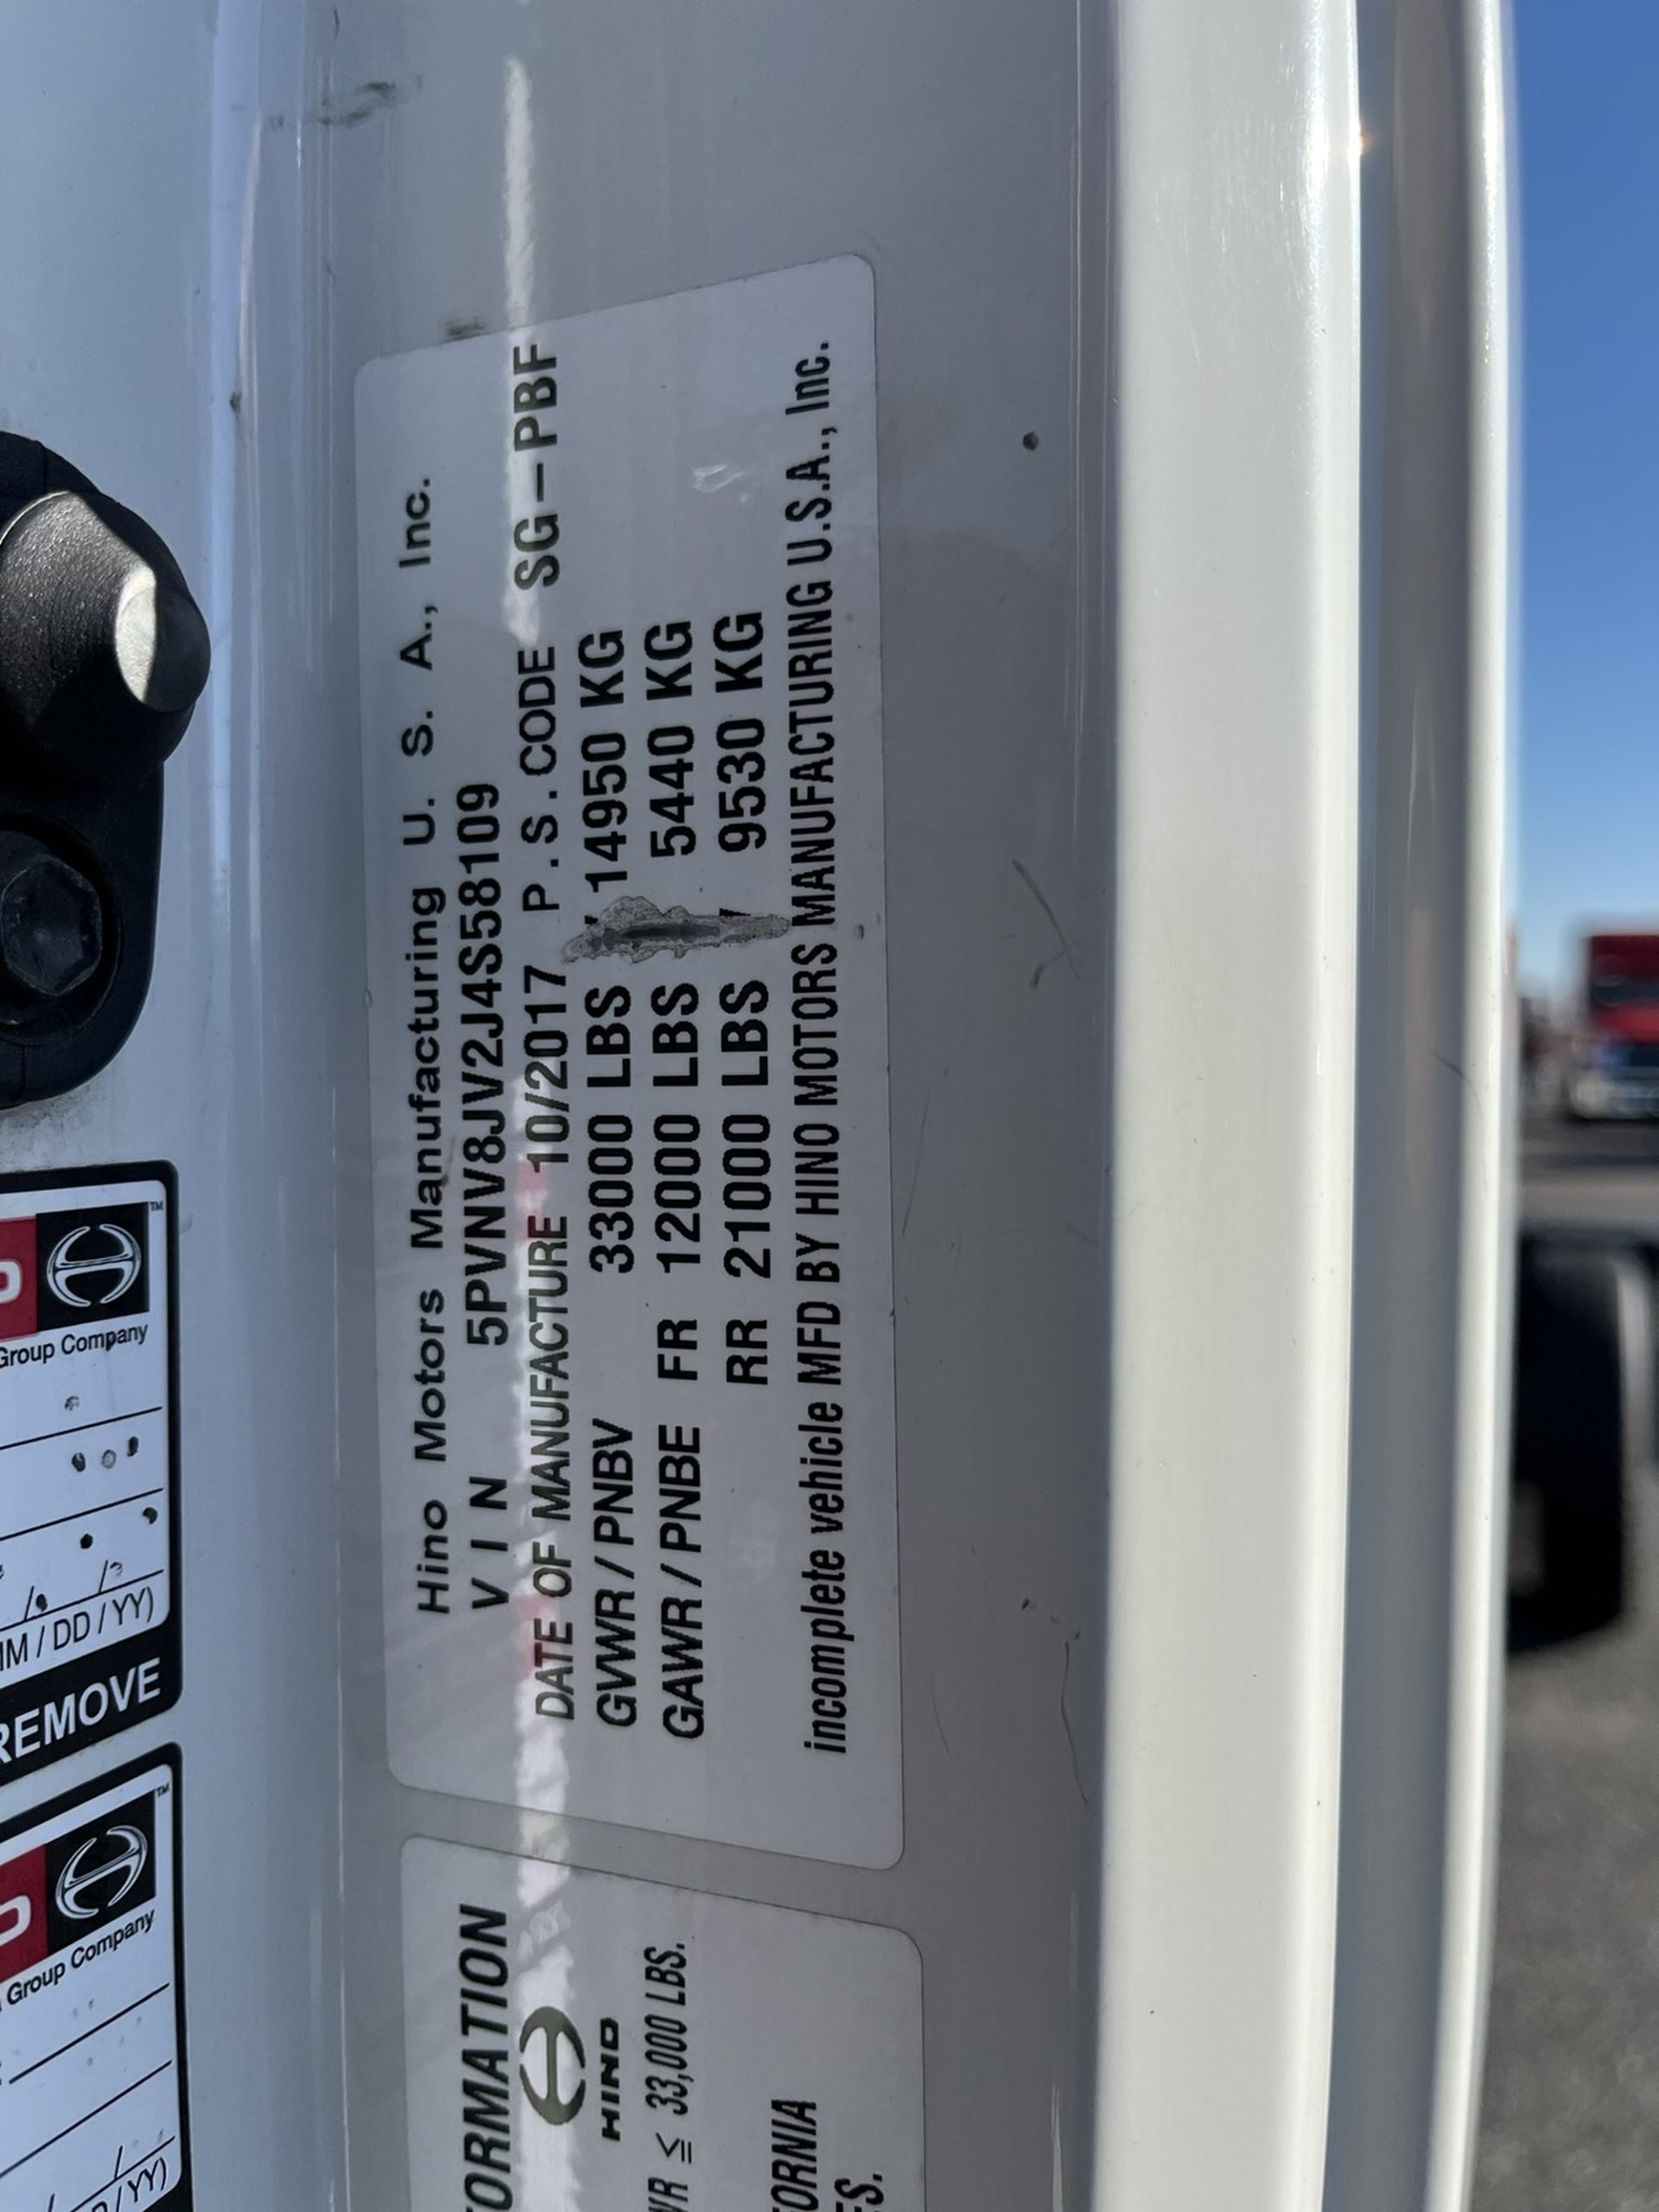 Hino Motors Manufacturing U. S. A., Inc.
VIN 5PVNV8JV2J4S58109
DATE OF MANUFACTURE 10/2017 P.S.CODE SG-PBF
GVWR / PNBV 33000 LBS 14950 KG
GAWR / PNBE FR 12000 LBS 5440 KG
RR 21000 LBS 9530 KG
incomplete vehicle MFD BY HINO MOTORS MANUFACTURING U.S.A., Inc.
HINO
≦ 33,000 LBS.
Group Company
DD / YY)
REMOVE
Group Company